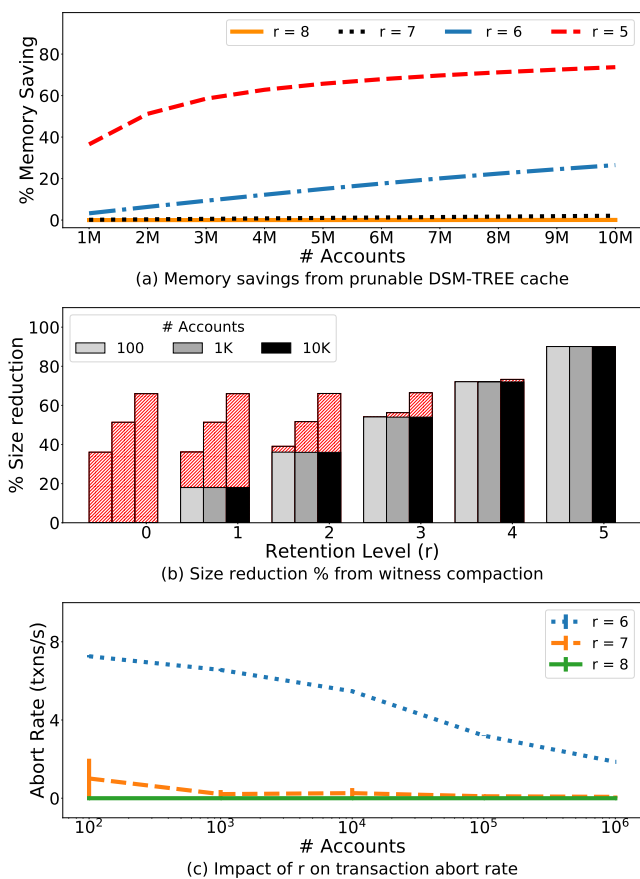 r = 8 r = 7 r = 6 r = 5
% Memory Saving
80
60
40
20
0
1M 2M 3M 4M 5M 6M 7M 8M 9M 10M
# Accounts
(a) Memory savings from prunable DSM-TREE cache
# Accounts
100 1K 10K
% Size reduction
100
80
60
40
20
0
0 1 2 3 4 5
Retention Level (r)
(b) Size reduction % from witness compaction
r = 6
r = 7
r = 8
Abort Rate (txns/s)
8
4
0
10² 10³ 10⁴ 10⁵ 10⁶
# Accounts
(c) Impact of r on transaction abort rate